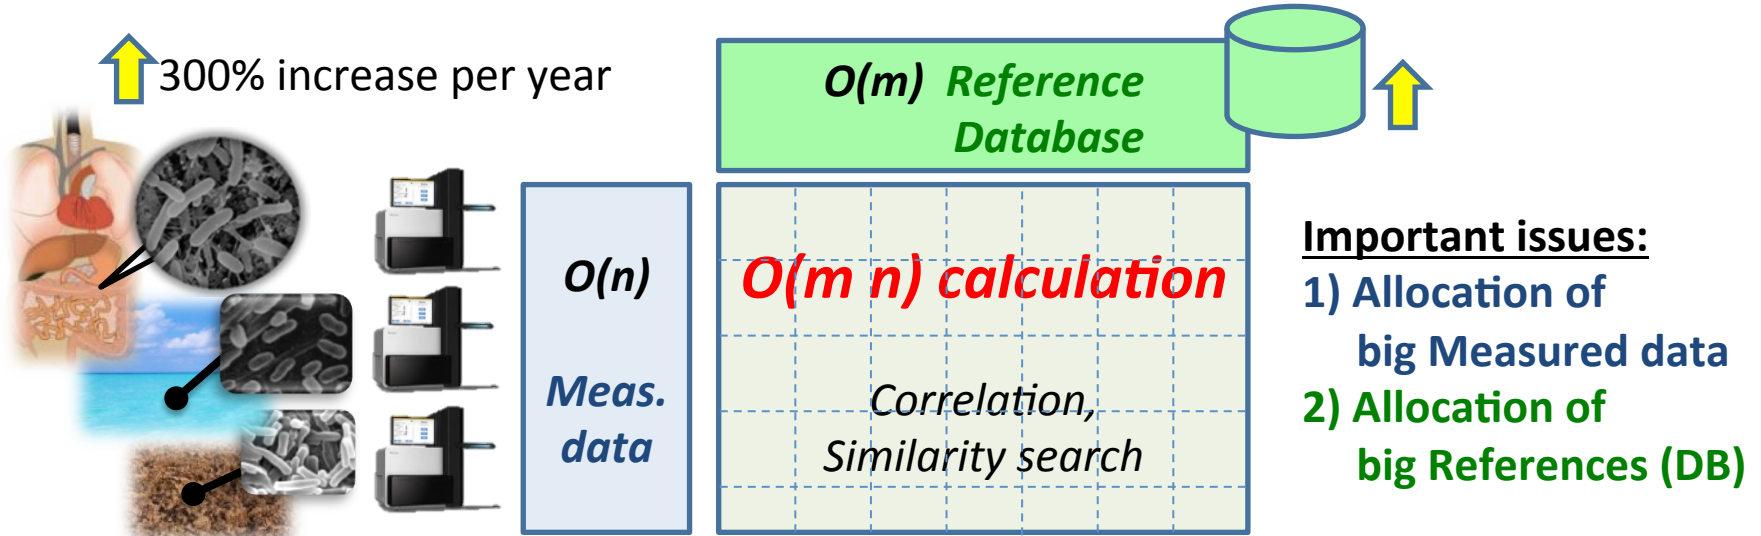 300% increase per year
O(m) Reference
Database
O(n)
Meas.
data
O(m n) calculation
Correlation,
Similarity search
Important issues:
1) Allocation of
big Measured data
2) Allocation of
big References (DB)